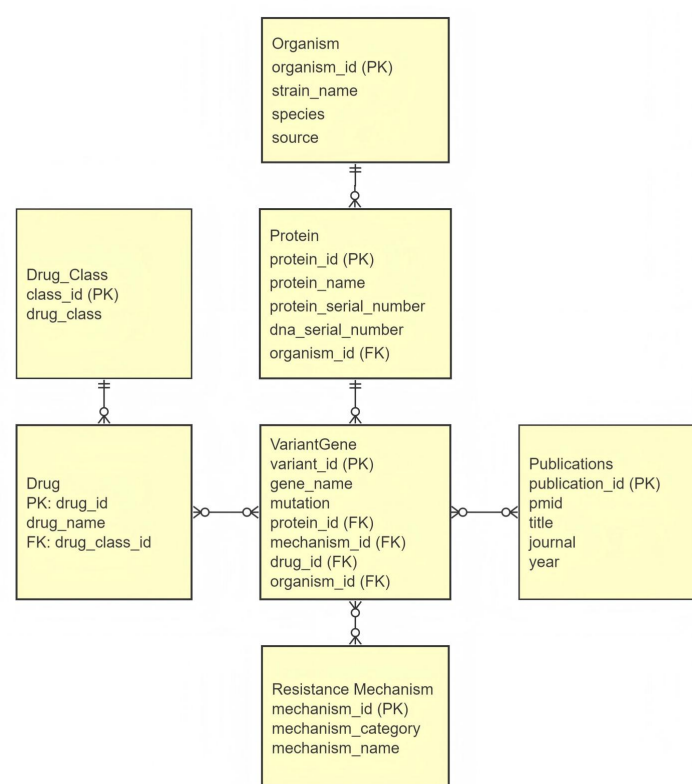 Organism
organism_id (PK)
strain_name
species
source
Protein
protein_id (PK)
protein_name
protein_serial_number
dna_serial_number
organism_id (FK)
Drug_Class
class_id (PK)
drug_class
Drug
PK: drug_id
drug_name
FK: drug_class_id
VariantGene
variant_id (PK)
gene_name
mutation
protein_id (FK)
mechanism_id (FK)
drug_id (FK)
organism_id (FK)
Publications
publication_id (PK)
pmid
title
journal
year
Resistance Mechanism
mechanism_id (PK)
mechanism_category
mechanism_name